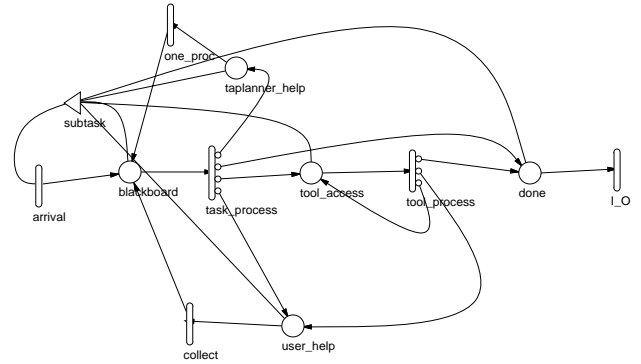 one_proc
taplanner_help
subtask
blackboard
arrival
task_process
tool_access
tool_process
done
I_O
user_help
collect